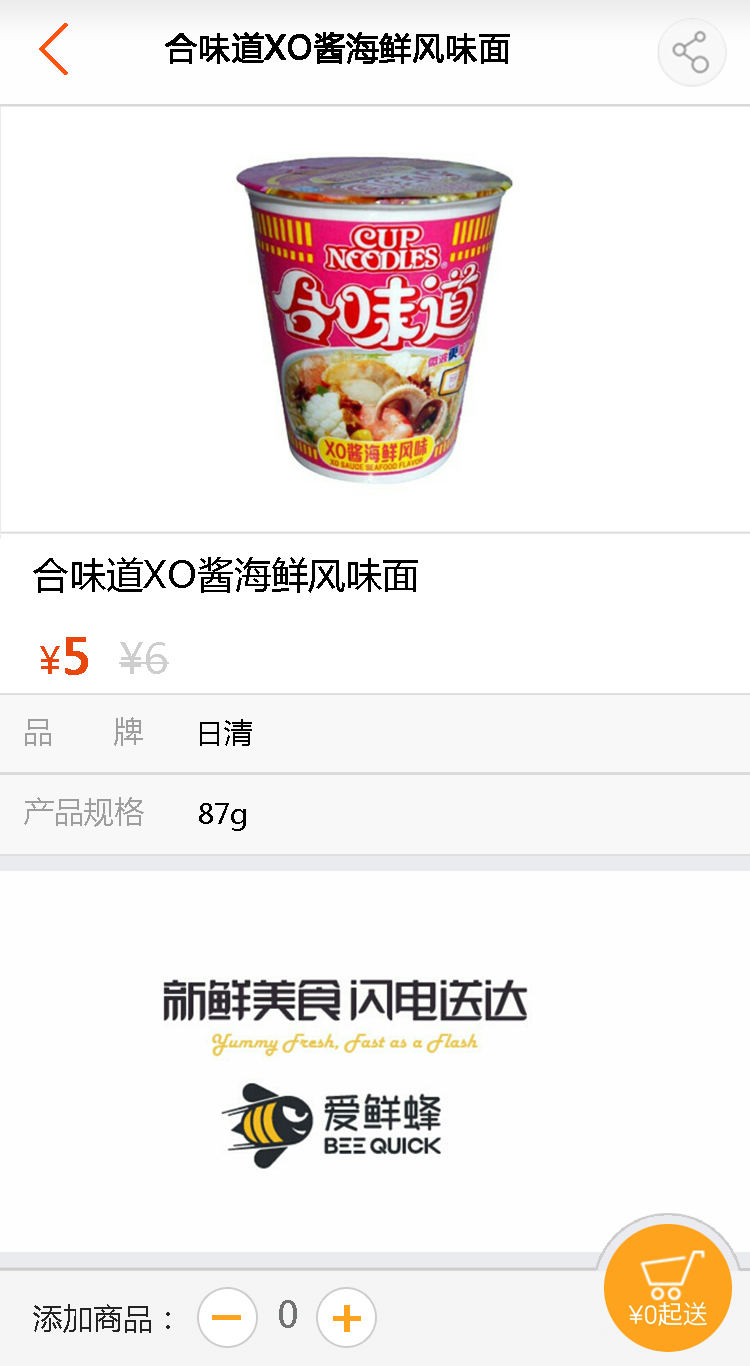 合味道XO酱海鲜风味面
CUP
NOODLES
合味道
XO酱海鲜风味
XO SAUCE SEAFOOD FLAVOR
合味道XO酱海鲜风味面
¥5 ¥6
品 牌 日清
产品规格 87g
新鲜美食 闪电送达
Yummy Fresh, Fast as a Flash
爱鲜蜂
BEE QUICK
添加商品： 0
¥0起送